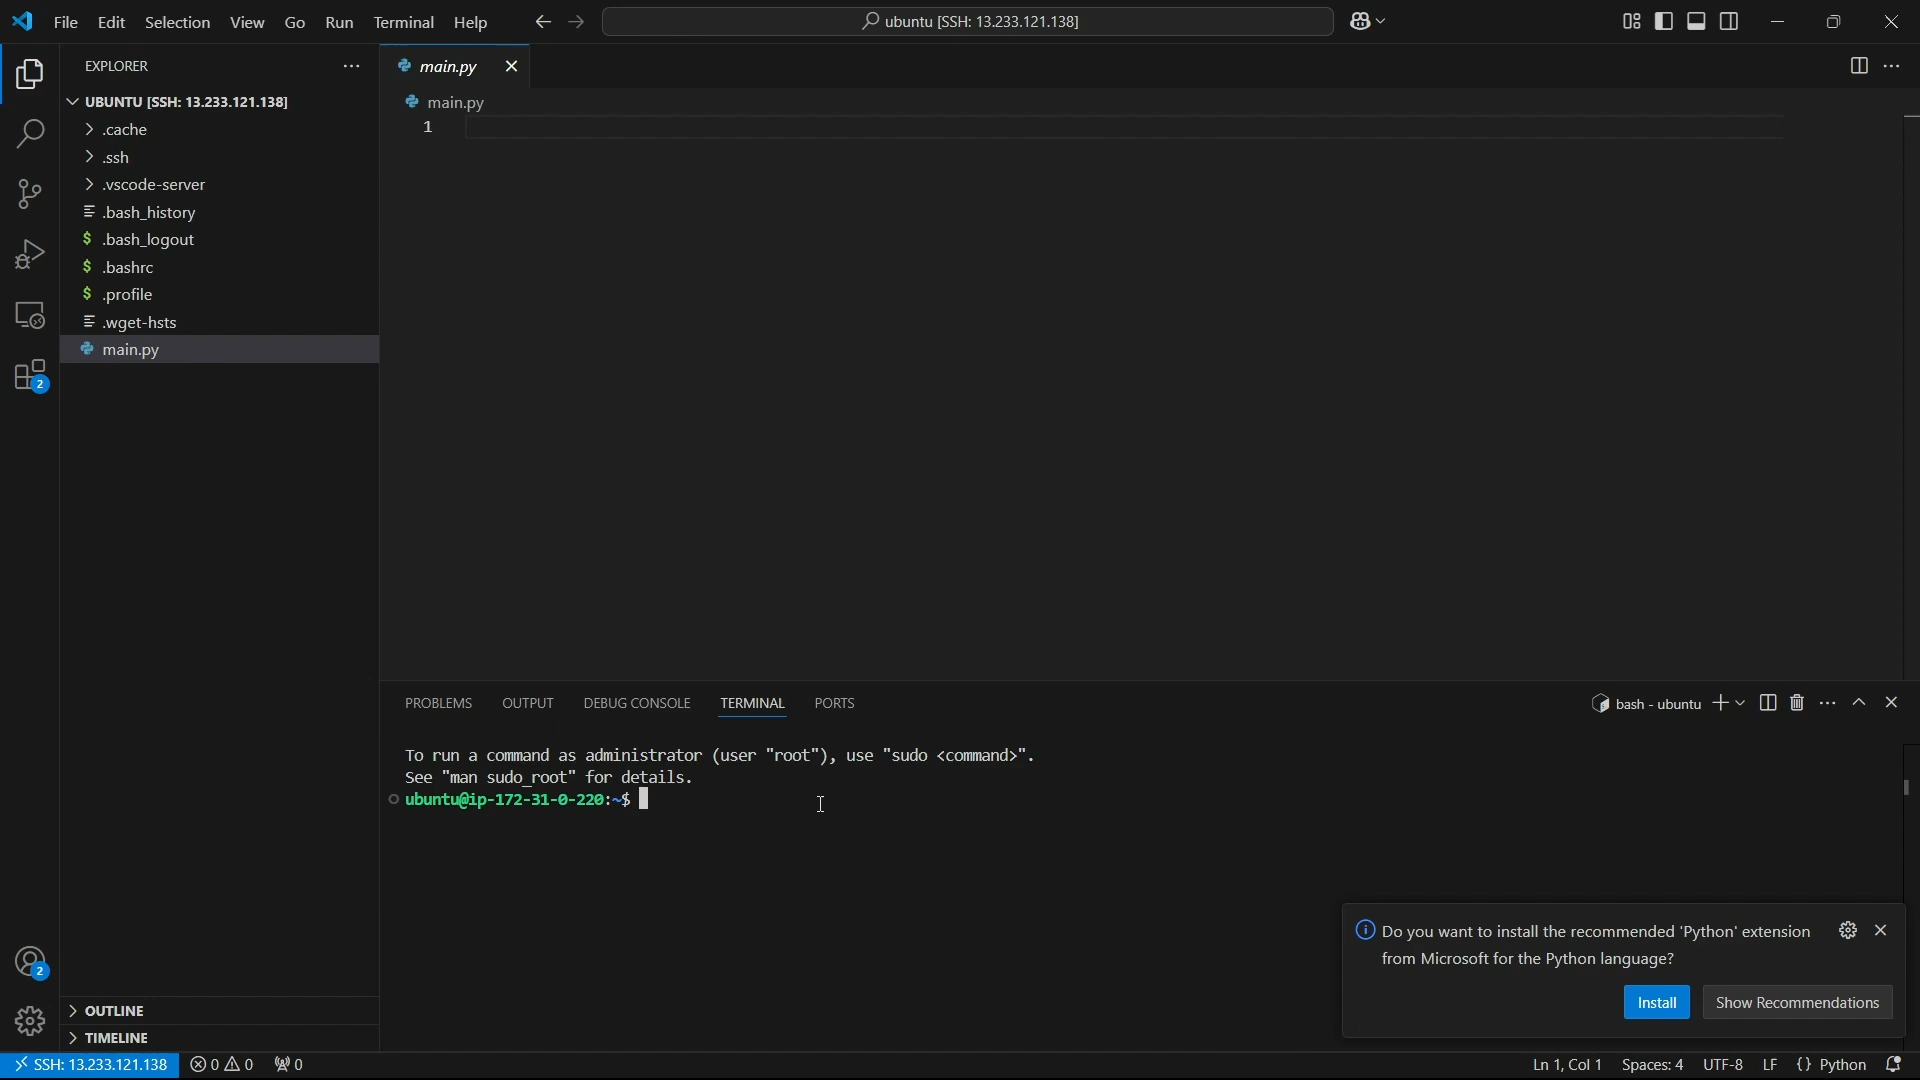 File Edit Selection View Go Run Terminal Help
ubuntu [SSH: 13.233.121.138]
EXPLORER
UBUNTU [SSH: 13.233.121.138]
.cache
.ssh
.vscode-server
.bash_history
$ .bash_logout
$ .bashrc
$ .profile
.wget-hsts
main.py
2
2
OUTLINE
TIMELINE
main.py
main.py
1
PROBLEMS OUTPUT DEBUG CONSOLE TERMINAL PORTS
bash - ubuntu
To run a command as administrator (user "root"), use "sudo <command>".
See "man sudo_root" for details.
ubuntu@ip-172-31-0-220:~$
Do you want to install the recommended 'Python' extension
from Microsoft for the Python language?
Install Show Recommendations
SSH: 13.233.121.138 0 0 0 Ln 1, Col 1 Spaces: 4 UTF-8 LF {} Python